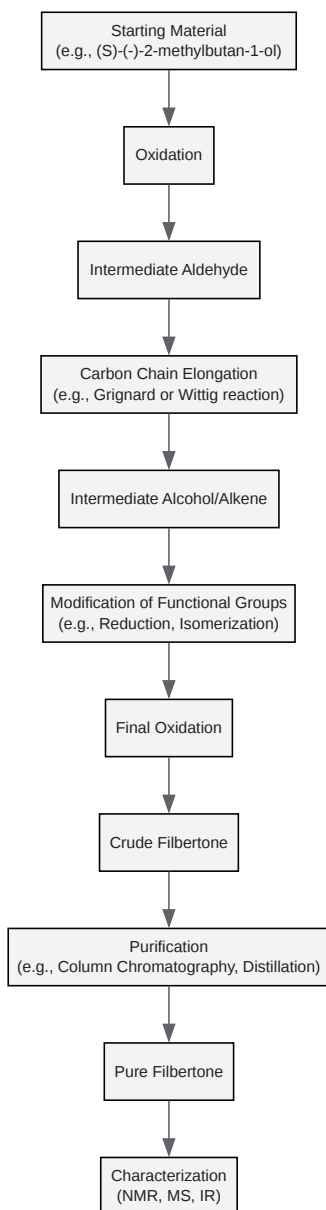 Starting Material
(e.g., (S)-(-)-2-methylbutan-1-ol)
Oxidation
Intermediate Aldehyde
Carbon Chain Elongation
(e.g., Grignard or Wittig reaction)
Intermediate Alcohol/Alkene
Modification of Functional Groups
(e.g., Reduction, Isomerization)
Final Oxidation
Crude Filbertone
Purification
(e.g., Column Chromatography, Distillation)
Pure Filbertone
Characterization
(NMR, MS, IR)